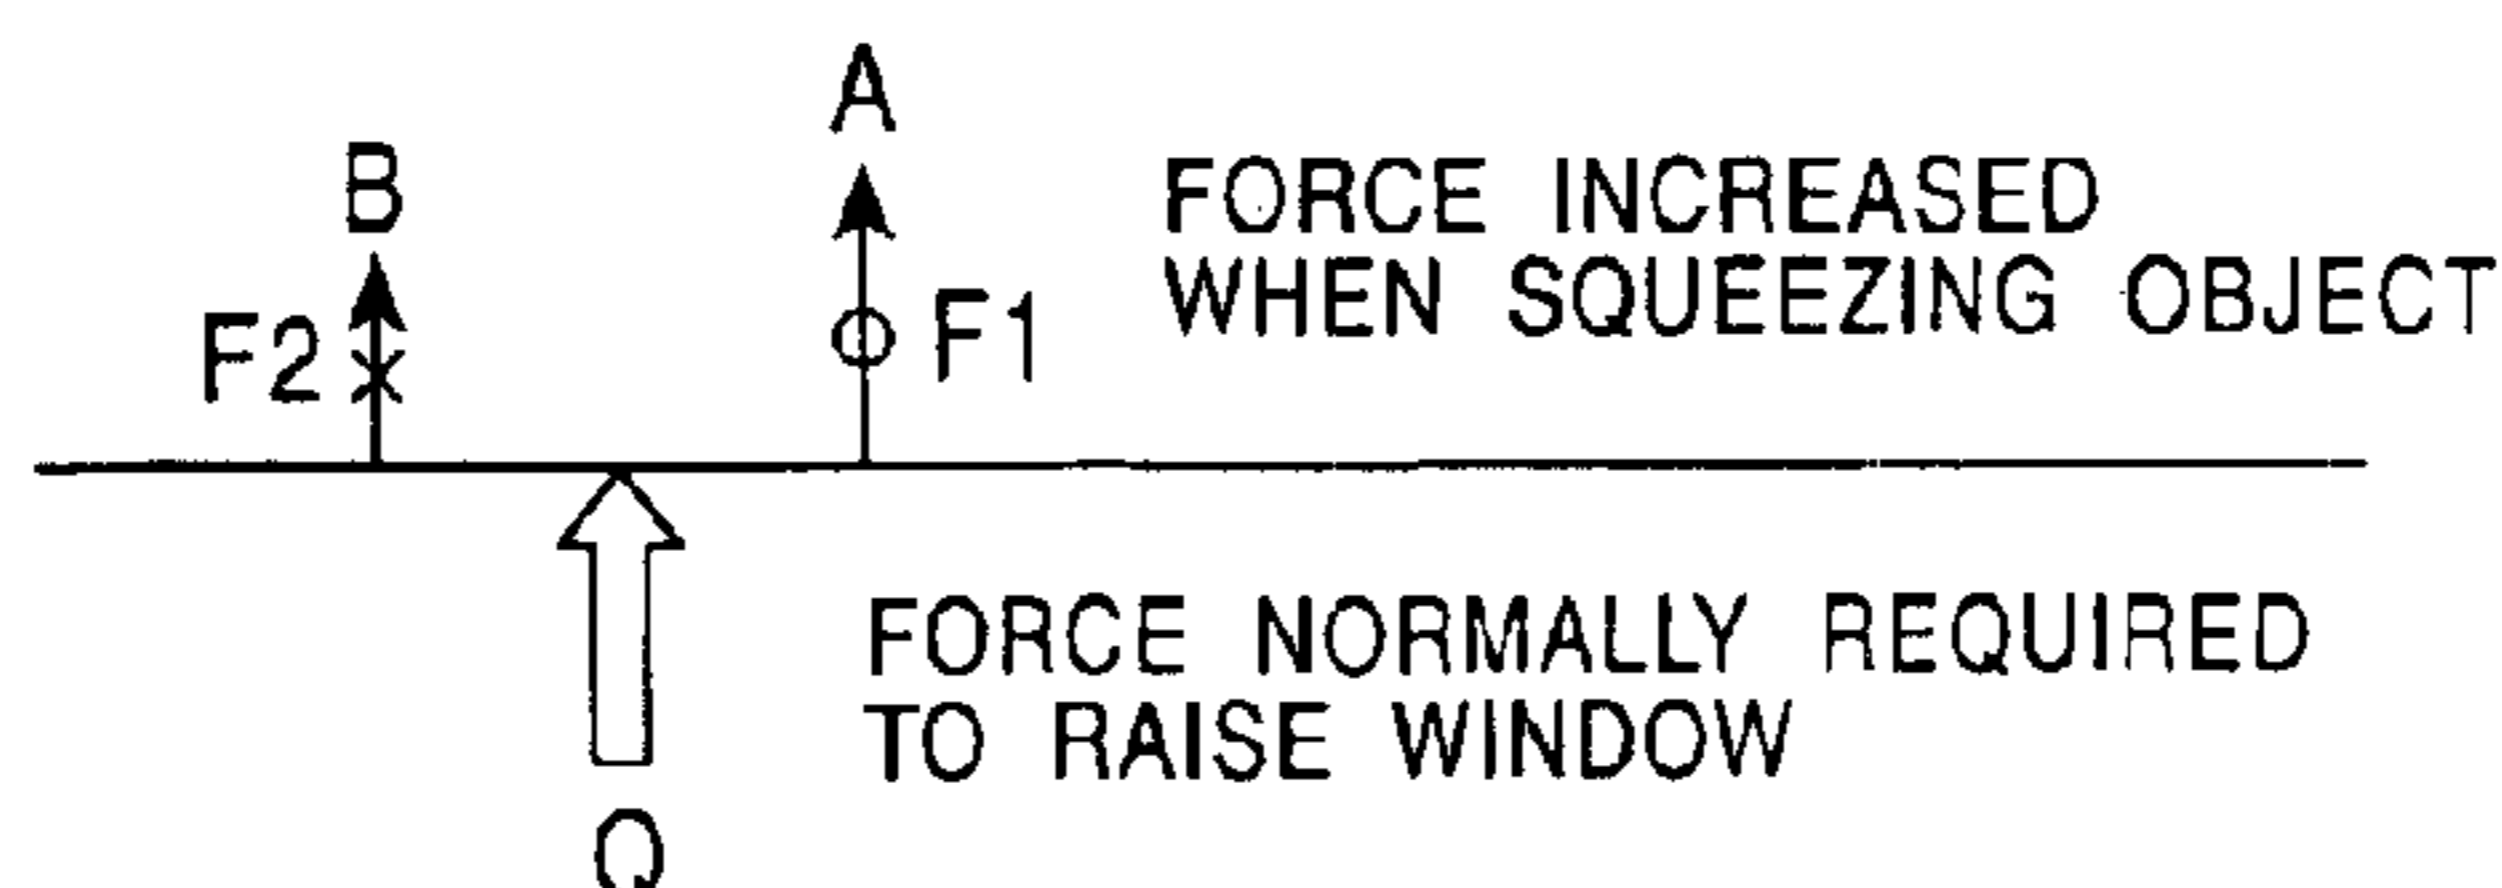 A
B
FORCE INCREASED
WHEN SQUEEZING OBJECT
F2
F1
FORCE NORMALLY REQUIRED
TO RAISE WINDOW
Q